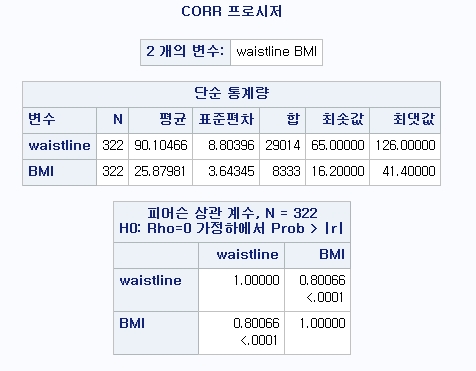 CORR 프로시저
2 개의 변수: waistline BMI
단순 통계량
변수 N 평균 표준편차 합 최솟값 최댓값
waistline 322 90.10466 8.80396 29014 65.00000 126.00000
BMI 322 25.87981 3.64345 8333 16.20000 41.40000
피어슨 상관 계수, N = 322
H0: Rho=0 가정하에서 Prob > |r|
waistline BMI
waistline 1.00000 0.80066
<.0001
BMI 0.80066 1.00000
<.0001